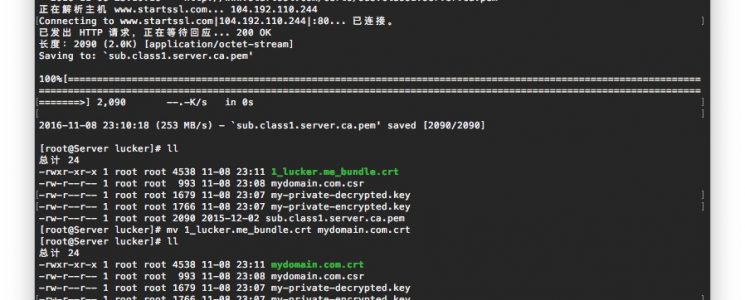 正在解析主机 www.startssl.com... 104.192.110.244
Connecting to www.startssl.com|104.192.110.244|:80... 已连接。
已发出 HTTP 请求，正在等待回应... 200 OK
长度：2090 (2.0K) [application/octet-stream]
Saving to: `sub.class1.server.ca.pem'
100%[======================================================================================
=======>] 2,090 --.-K/s in 0s
2016-11-08 23:10:18 (253 MB/s) - `sub.class1.server.ca.pem' saved [2090/2090]
[root@Server lucker]# ll
总计 24
-rwxr-xr-x 1 root root 4538 11-08 23:11 1_lucker.me_bundle.crt
-rw-r--r-- 1 root root 993 11-08 23:08 mydomain.com.csr
-rw-r--r-- 1 root root 1679 11-08 23:07 my-private-decrypted.key
-rw-r--r-- 1 root root 1766 11-08 23:07 my-private-encrypted.key
-rw-r--r-- 1 root root 2090 2015-12-02 sub.class1.server.ca.pem
[root@Server lucker]# mv 1_lucker.me_bundle.crt mydomain.com.crt
[root@Server lucker]# ll
总计 24
-rwxr-xr-x 1 root root 4538 11-08 23:11 mydomain.com.crt
-rw-r--r-- 1 root root 993 11-08 23:08 mydomain.com.csr
-rw-r--r-- 1 root root 1679 11-08 23:07 my-private-decrypted.key
-rw-r--r-- 1 root root 1766 11-08 23:07 my-private-encrypted.key